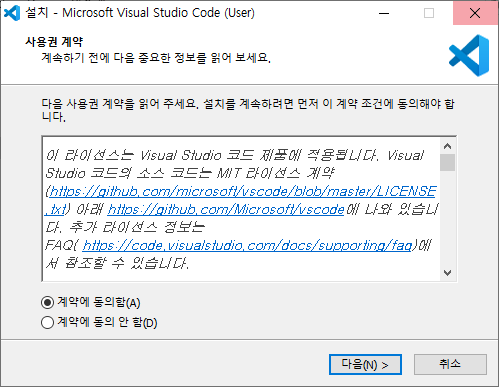 설치 - Microsoft Visual Studio Code (User)
사용권 계약
계속하기 전에 다음 중요한 정보를 읽어 보세요.
다음 사용권 계약을 읽어 주세요. 설치를 계속하려면 먼저 이 계약 조건에 동의해야 합
니다.
이 라이선스는 Visual Studio 코드 제품에 적용됩니다. Visual
Studio 코드의 소스 코드는 MIT 라이선스 계약
(https://github.com/microsoft/vscode/blob/master/LICENSE
.txt) 아래 https://github.com/Microsoft/vscode에 나와 있습니
다. 추가 라이선스 정보는
FAQ( https://code.visualstudio.com/docs/supporting/faq)에
서 참조할 수 있습니다.
계약에 동의함(A)
계약에 동의 안 함(D)
다음(N) >
취소